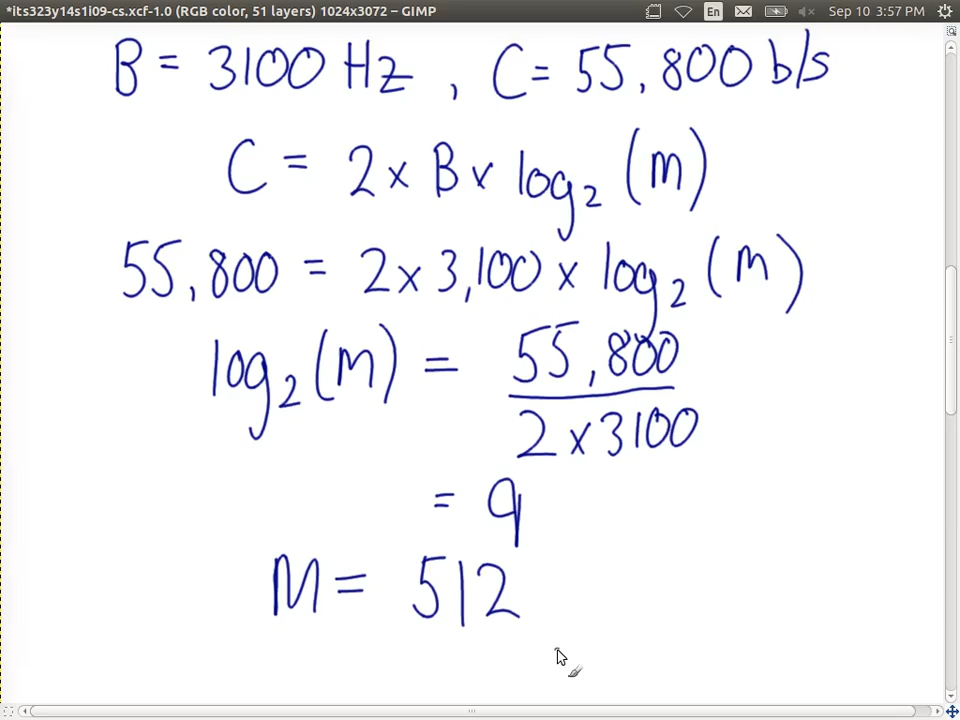 *its323y14s1i09-cs.xcf-1.0 (RGB color, 51 layers) 1024x3072 – GIMP En Sep 10 3:57 PM
B = 3100 Hz , C = 55,800 b/s
C = 2 x B x log₂ (m)
55,800 = 2 x 3,100 x log₂ (m)
log₂ (m) = 55,800
2 x 3100
= 9
M = 512